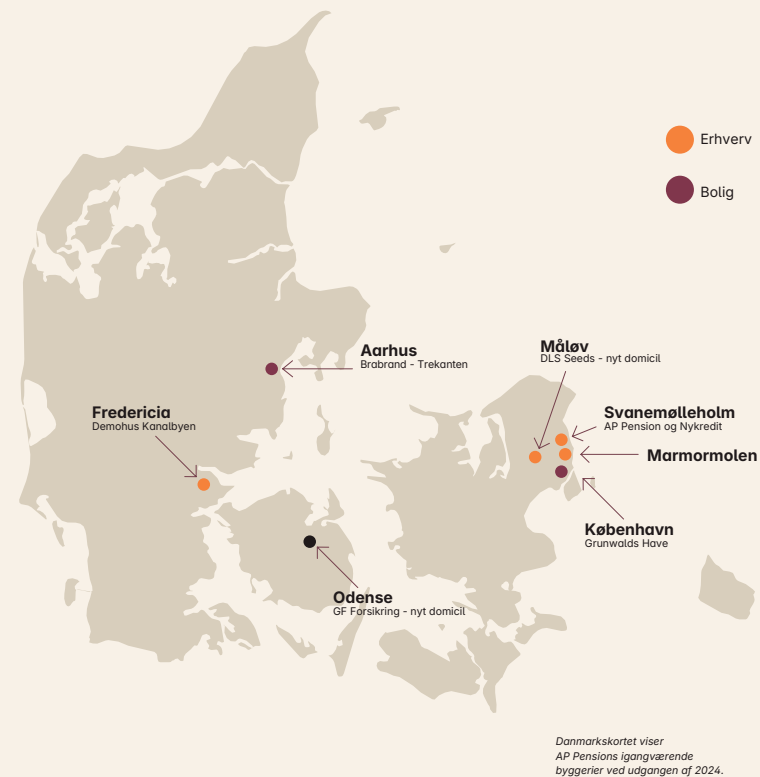 Erhverv
Bolig
Aarhus
Brabrand - Trekanten
Måløv
DLS Seeds - nyt domicil
Fredericia
Demohus Kanalbyen
Svanemølleholm
AP Pension og Nykredit
Marmormolen
København
Grunwalds Have
Odense
GF Forsikring - nyt domicil
Danmarkskortet viser
AP Pensions igangværende
byggerier ved udgangen af 2024.